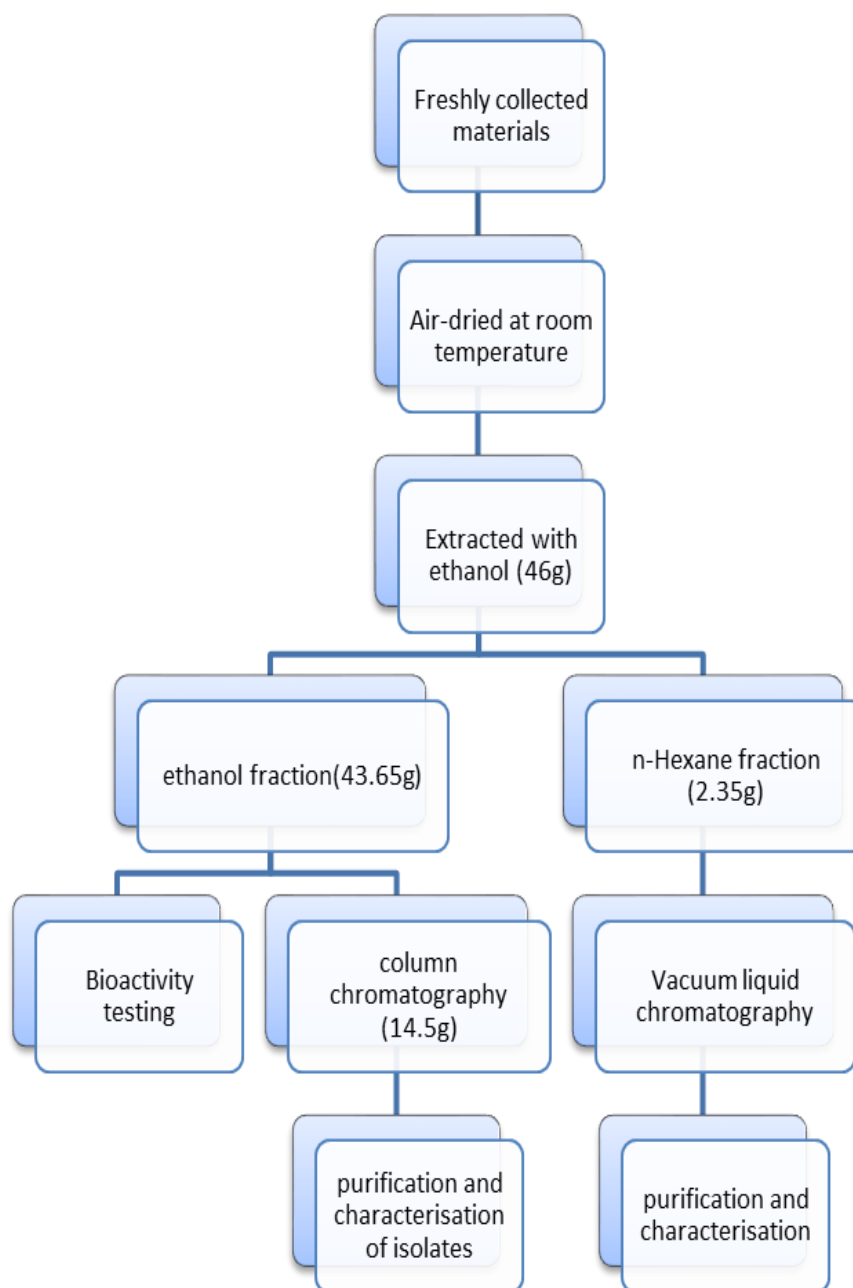 Freshly collected
materials
Air-dried at room
temperature
Extracted with
ethanol (46g)
ethanol fraction(43.65g)
n-Hexane fraction
(2.35g)
Bioactivity
testing
column
chromatography
(14.5g)
Vacuum liquid
chromatography
purification and
characterisation
of isolates
purification and
characterisation